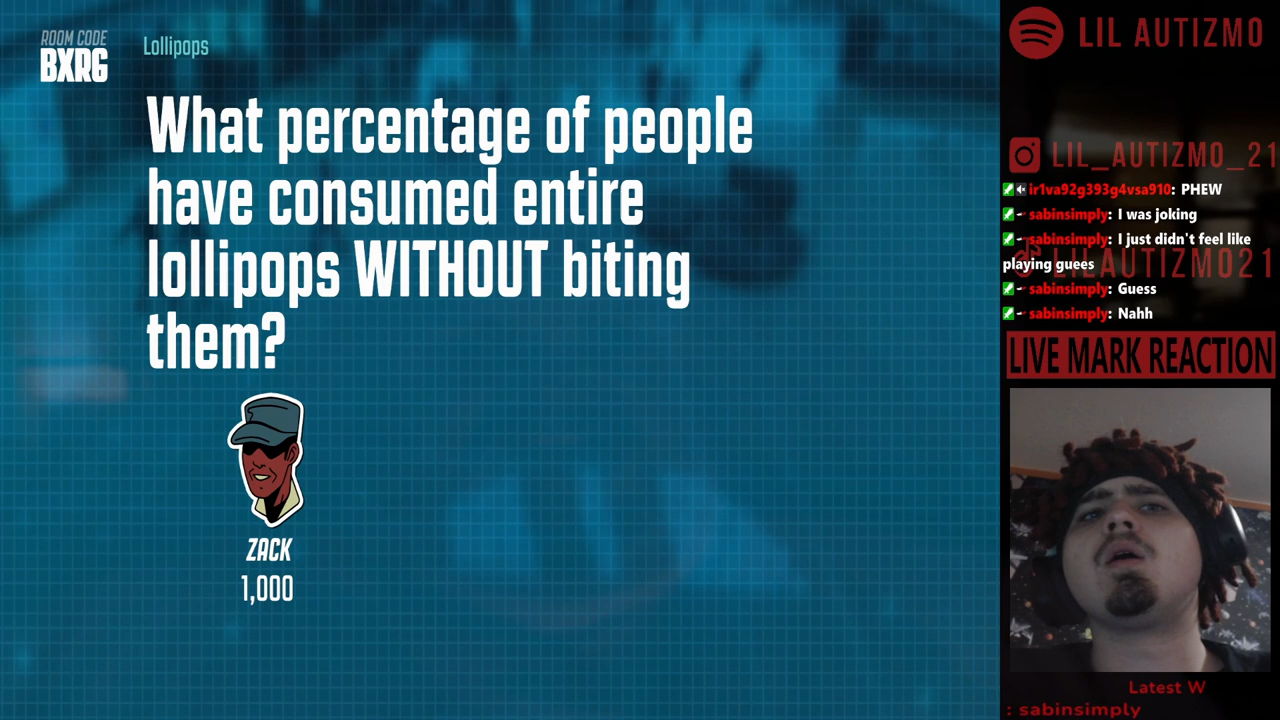 ROOM CODE
BXRG
Lollipops
What percentage of people
have consumed entire
lollipops WITHOUT biting
them?
ZACK
1,000
LIL AUTIZMO
LIL_AUTIZMO_21
ir1va92g393g4vsa910: PHEW
sabinsimply: I was joking
sabinsimply: I just didn't feel like
playing guees
LILAUTIZMO21
sabinsimply: Guess
sabinsimply: Nahh
LIVE MARK REACTION
Latest W
: sabinsimply